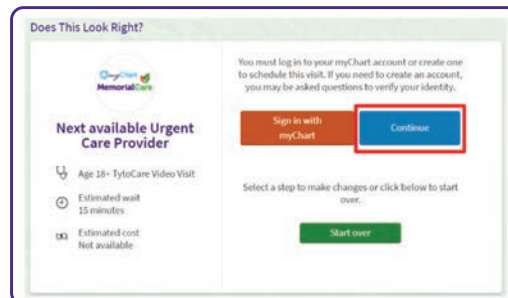 Does This Look Right?
myChart
MemorialCare
Next available Urgent
Care Provider
Age 18+ TytoCare Video Visit
Estimated wait
15 minutes
Estimated cost
Not available
You must log in to your myChart account or create one
to schedule this visit. If you need to create an account,
you may be asked questions to verify your identity.
Sign in with
myChart
Continue
Select a step to make changes or click below to start
over.
Start over